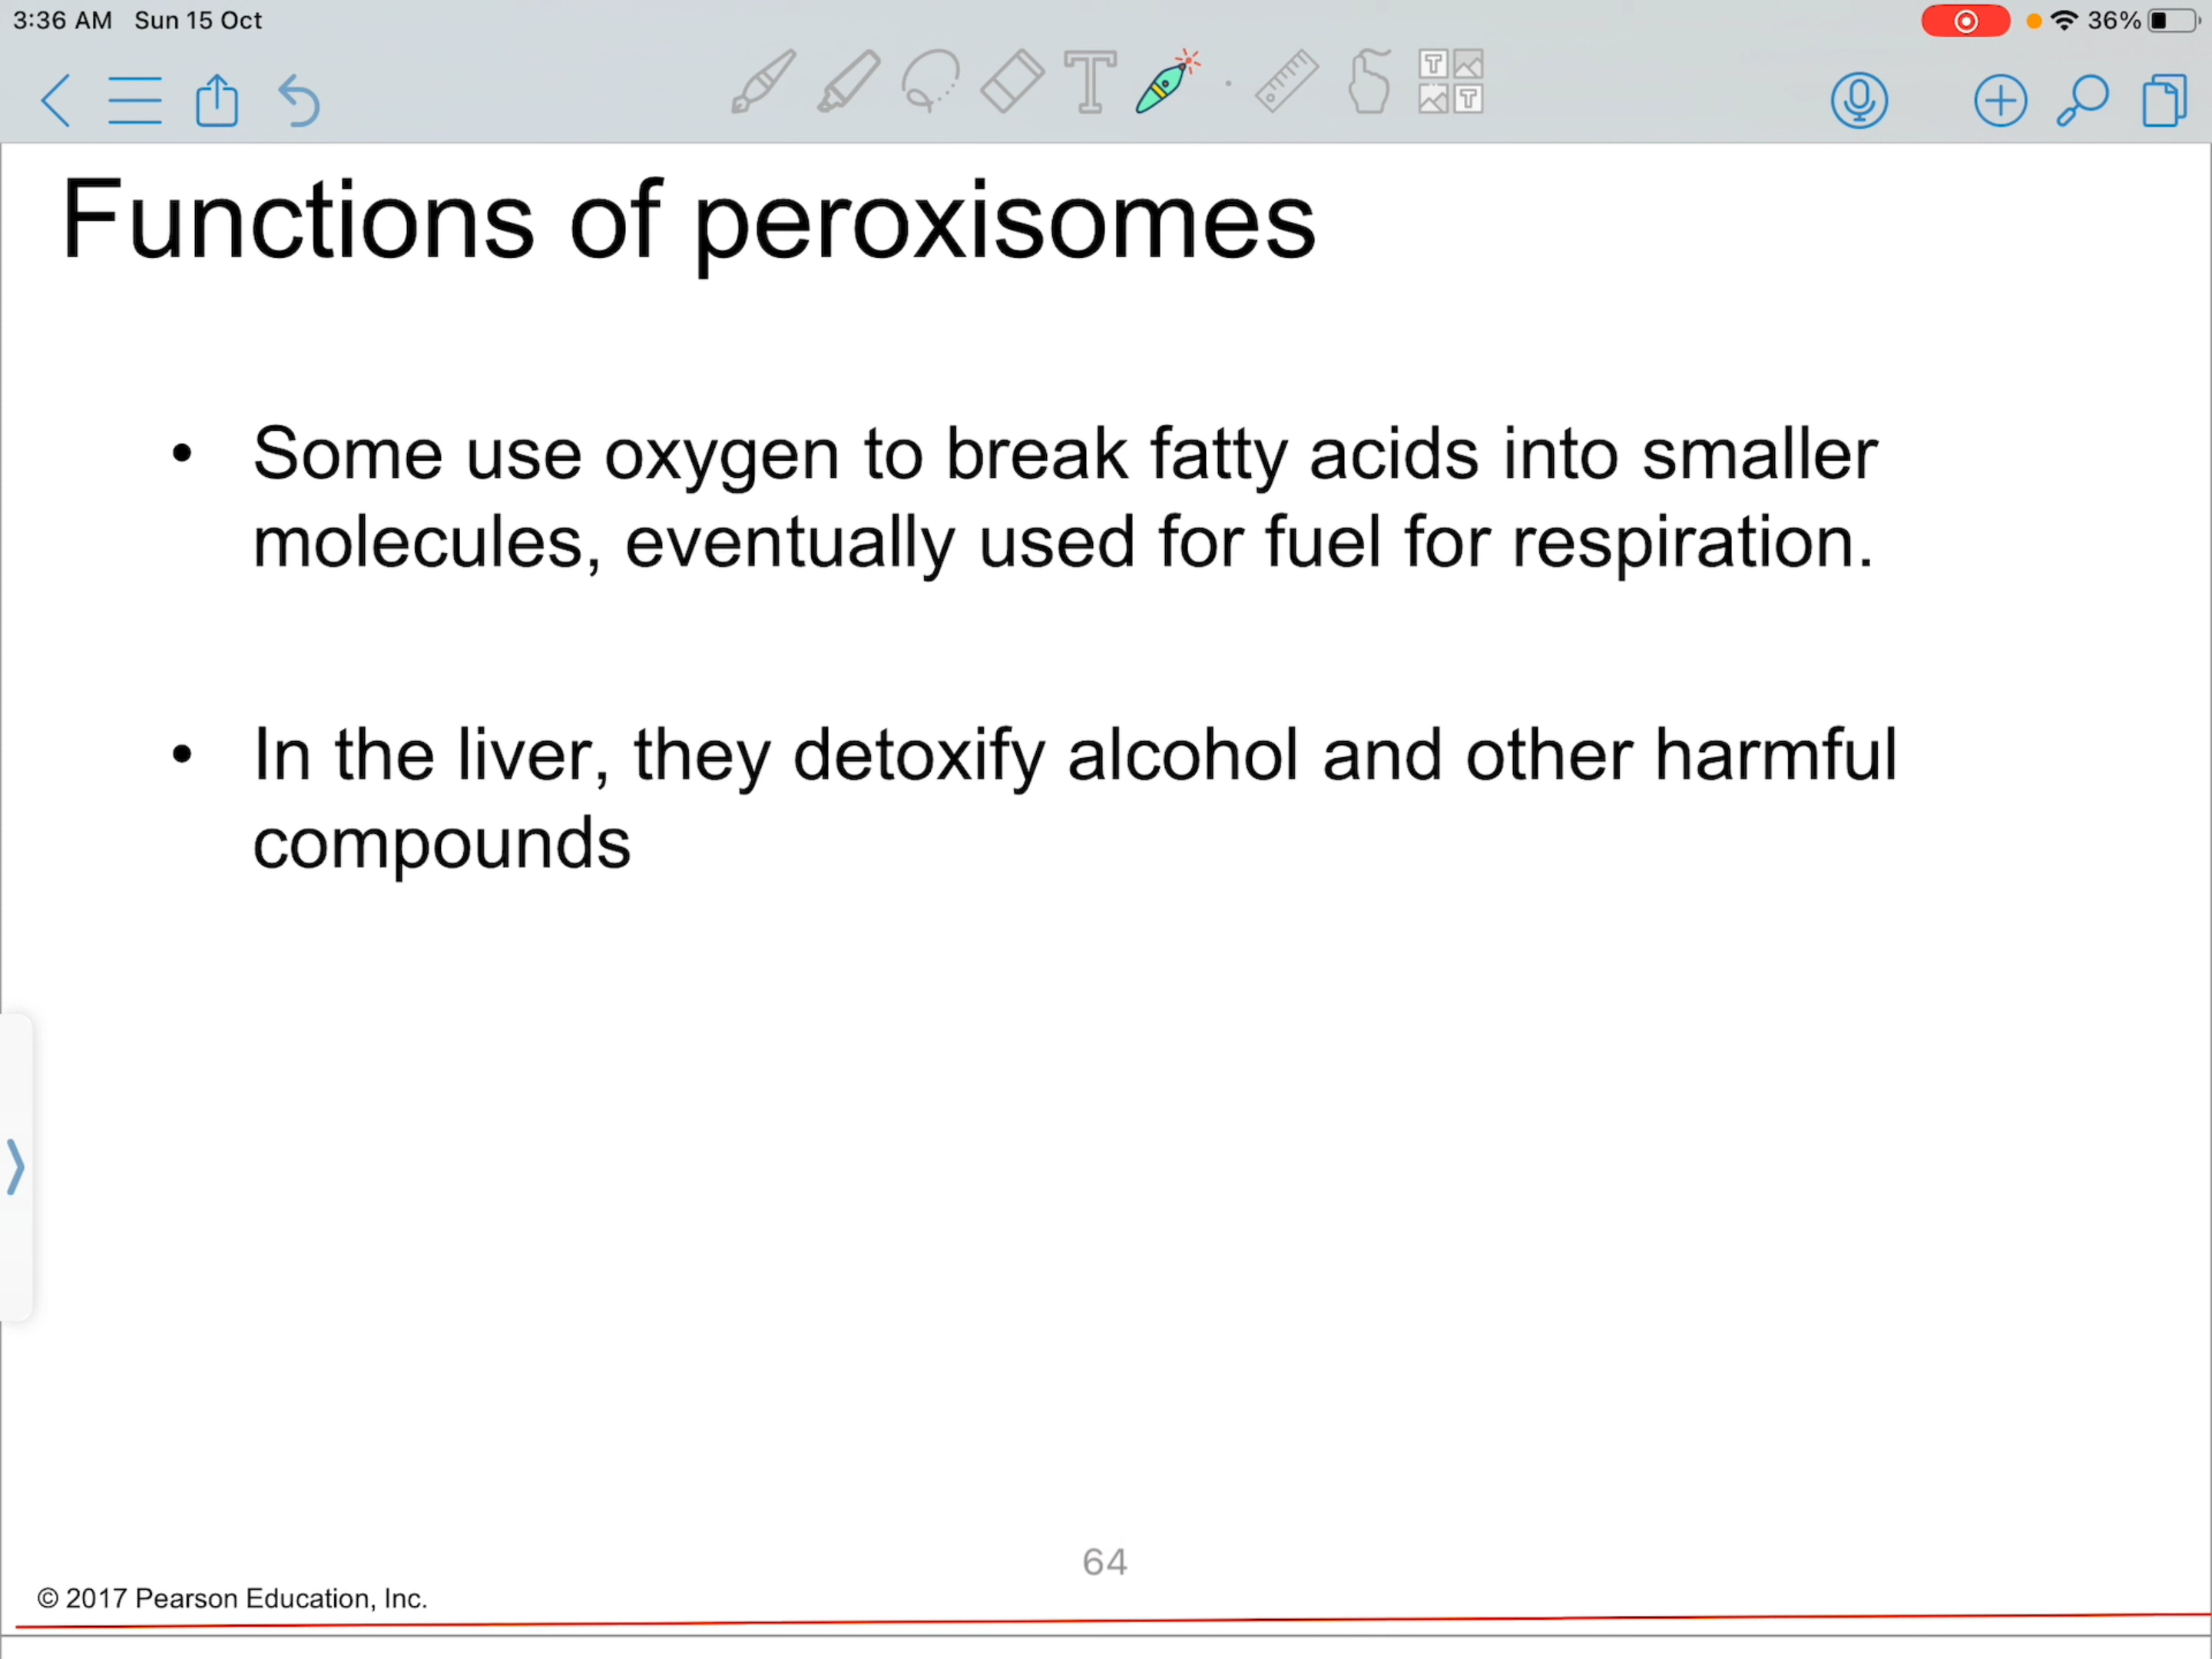 3:36 AM Sun 15 Oct
36%
Functions of peroxisomes
• Some use oxygen to break fatty acids into smaller
molecules, eventually used for fuel for respiration.
• In the liver, they detoxify alcohol and other harmful
compounds
64
© 2017 Pearson Education, Inc.